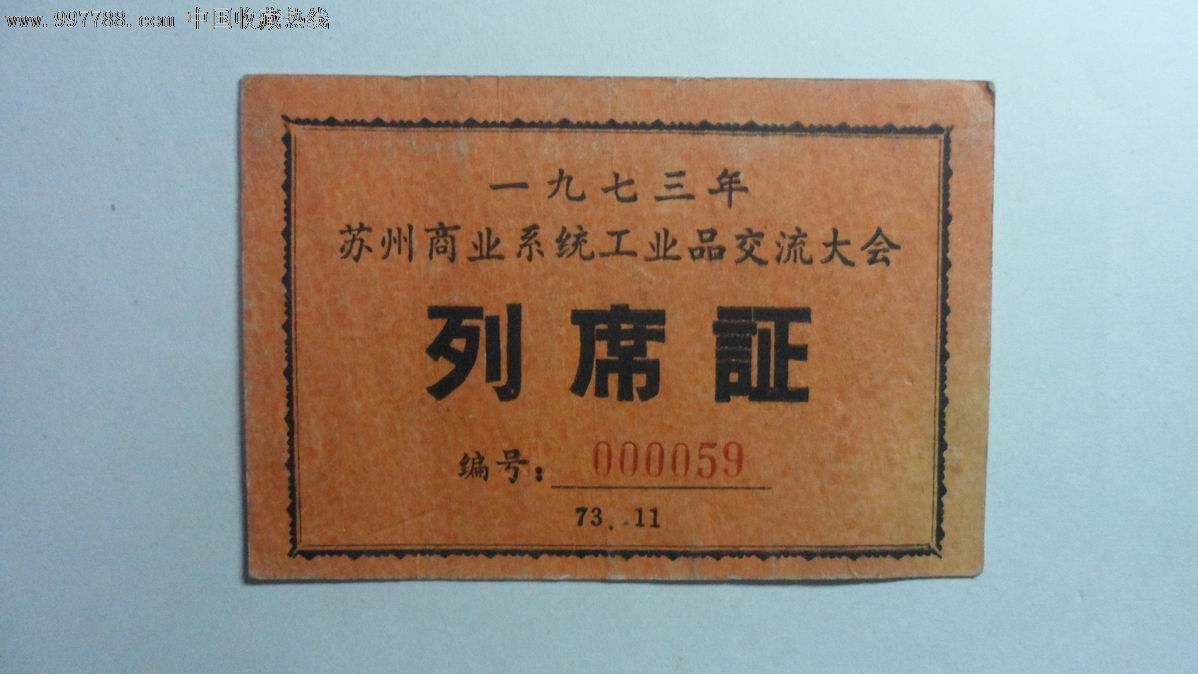 www.997788.com 中国收藏热线
一九七三年
苏州商业系统工业品交流大会
列席証
编号：000059
73..11